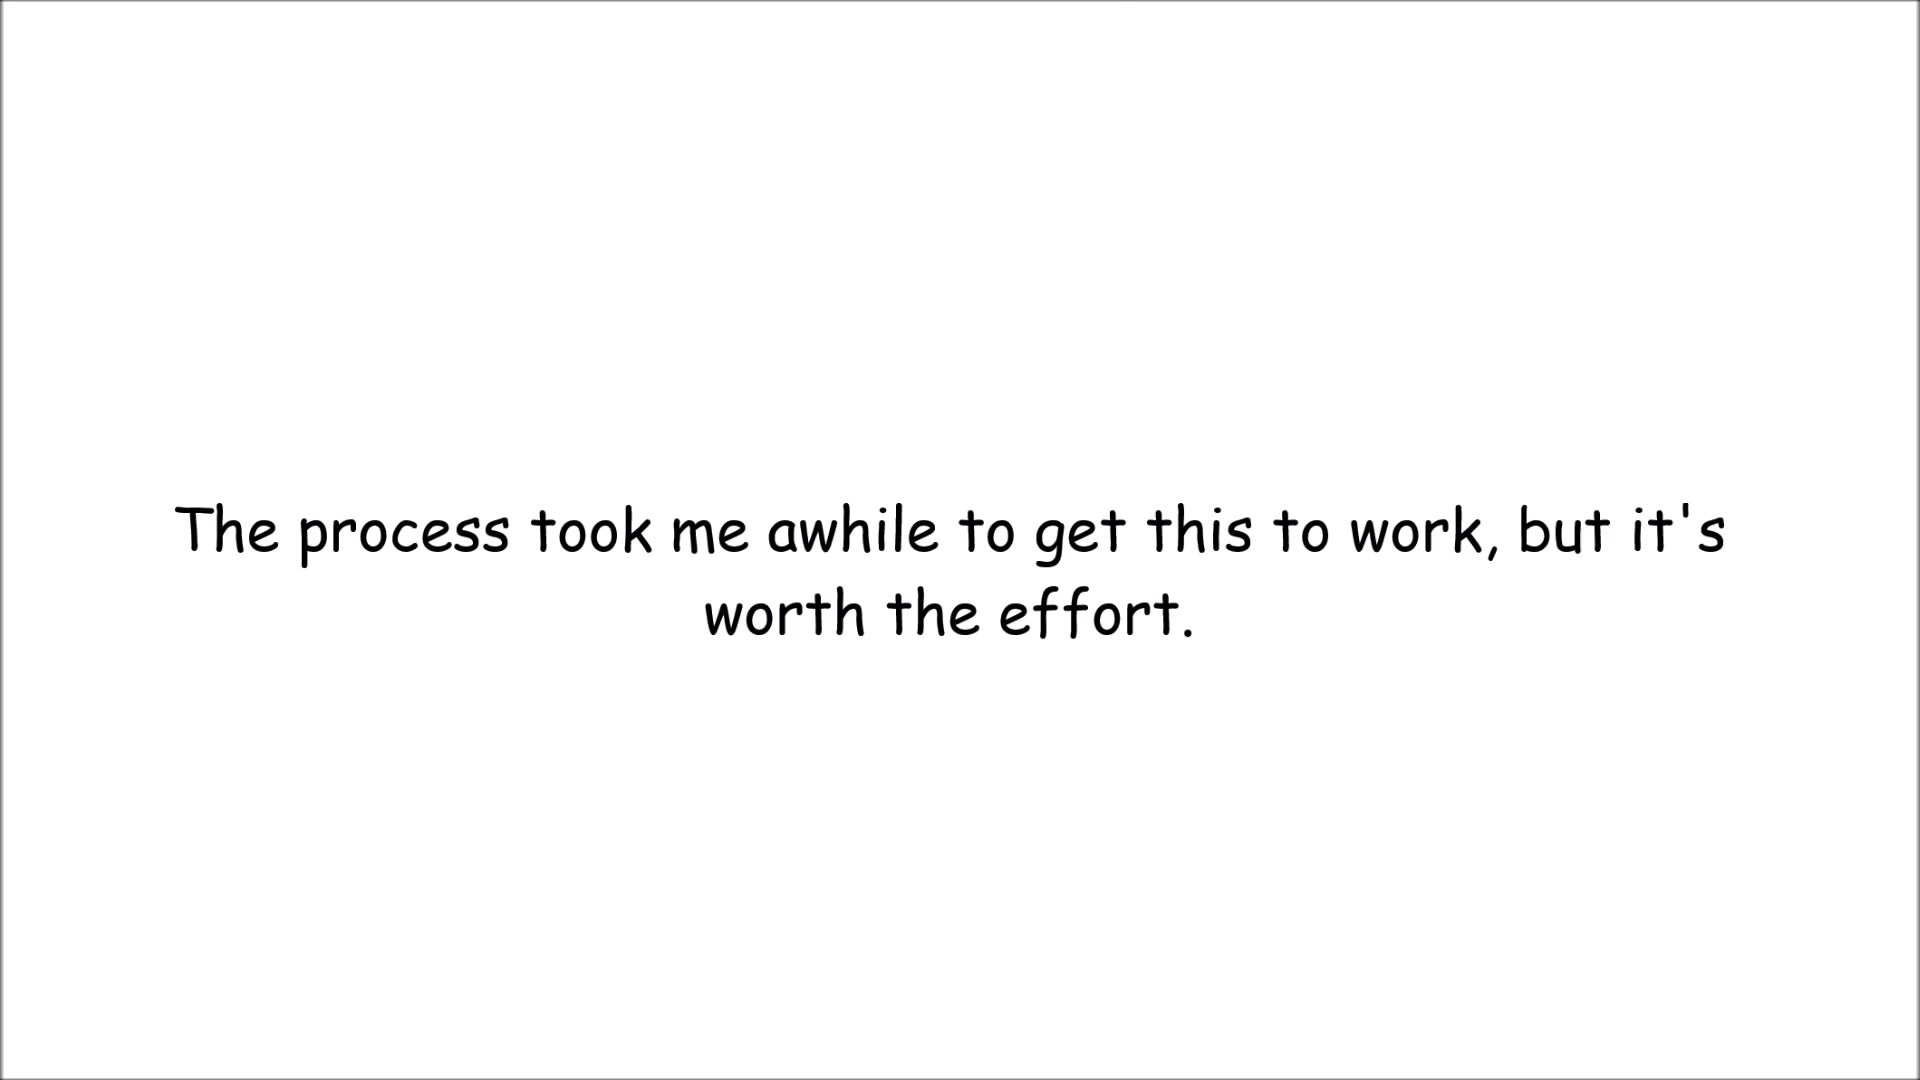 The process took me awhile to get this to work, but it's
worth the effort.